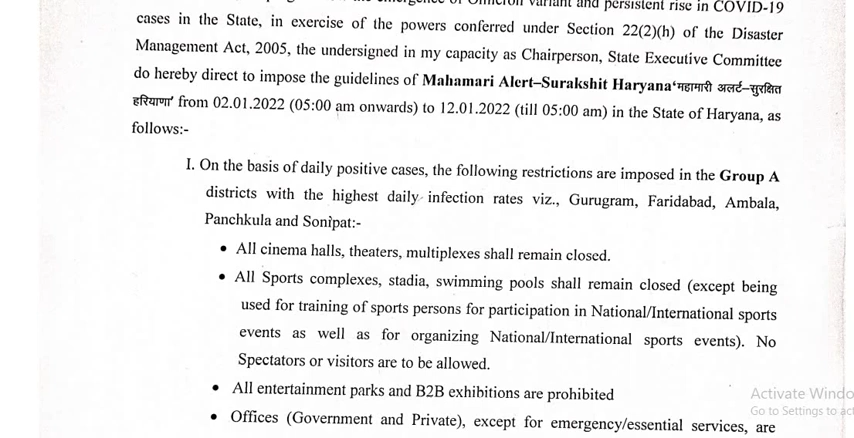 Omicron variant and persistent rise in COVID-19
cases in the State, in exercise of the powers conferred under Section 22(2)(h) of the Disaster
Management Act, 2005, the undersigned in my capacity as Chairperson, State Executive Committee
do hereby direct to impose the guidelines of Mahamari Alert–Surakshit Haryana‘महामारी अलर्ट–सुरक्षित
हरियाणा’ from 02.01.2022 (05:00 am onwards) to 12.01.2022 (till 05:00 am) in the State of Haryana, as
follows:-
I. On the basis of daily positive cases, the following restrictions are imposed in the Group A
districts with the highest daily infection rates viz., Gurugram, Faridabad, Ambala,
Panchkula and Sonipat:-
• All cinema halls, theaters, multiplexes shall remain closed.
• All Sports complexes, stadia, swimming pools shall remain closed (except being
used for training of sports persons for participation in National/International sports
events as well as for organizing National/International sports events). No
Spectators or visitors are to be allowed.
• All entertainment parks and B2B exhibitions are prohibited
Activate Windo
• Offices (Government and Private), except for emergency/essential services, are
Go to Settings to act